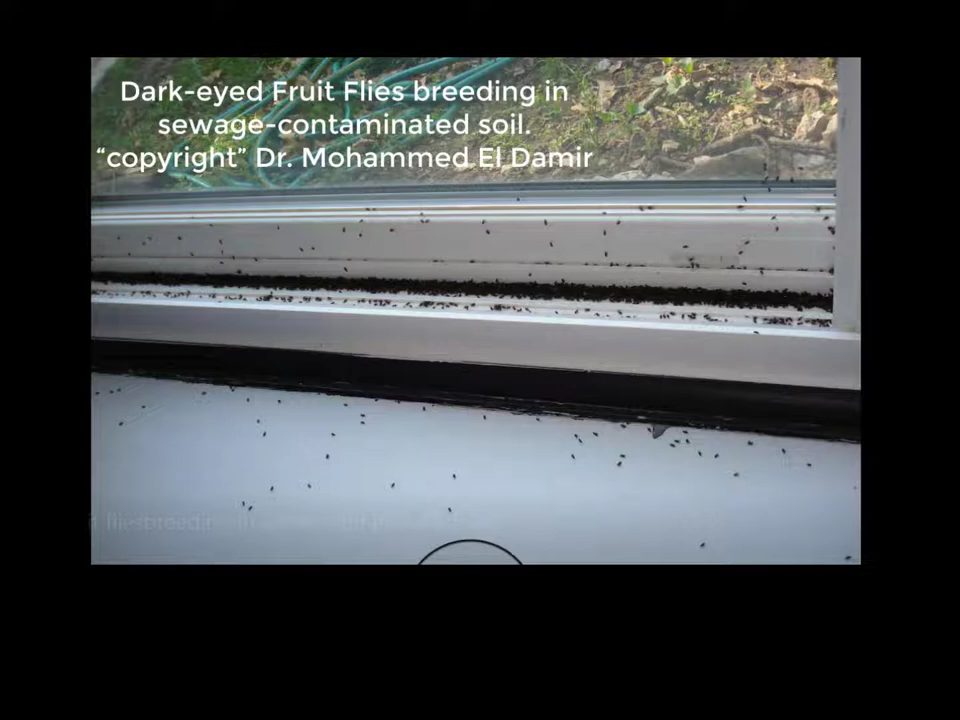 Dark-eyed Fruit Flies breeding in
sewage-contaminated soil.
“copyright” Dr. Mohammed El Damir